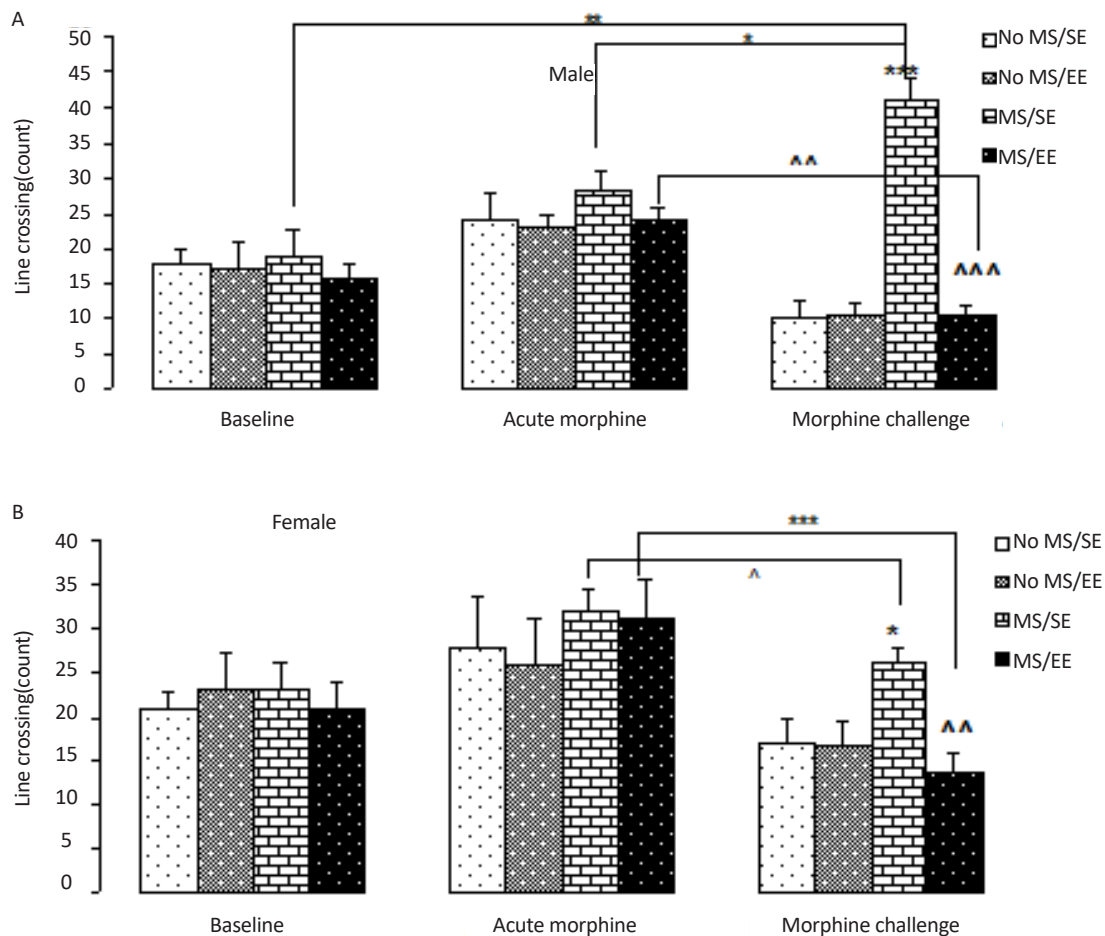 A
**
*
Male
***
^^
^^^
50
45
40
35
30
25
20
15
10
5
0
Line crossing(count)
Baseline
Acute morphine
Morphine challenge
No MS/SE
No MS/EE
MS/SE
MS/EE
B
Female
***
^
*
^^
40
35
30
25
20
15
10
5
0
Line crossing(count)
Baseline
Acute morphine
Morphine challenge
No MS/SE
No MS/EE
MS/SE
MS/EE